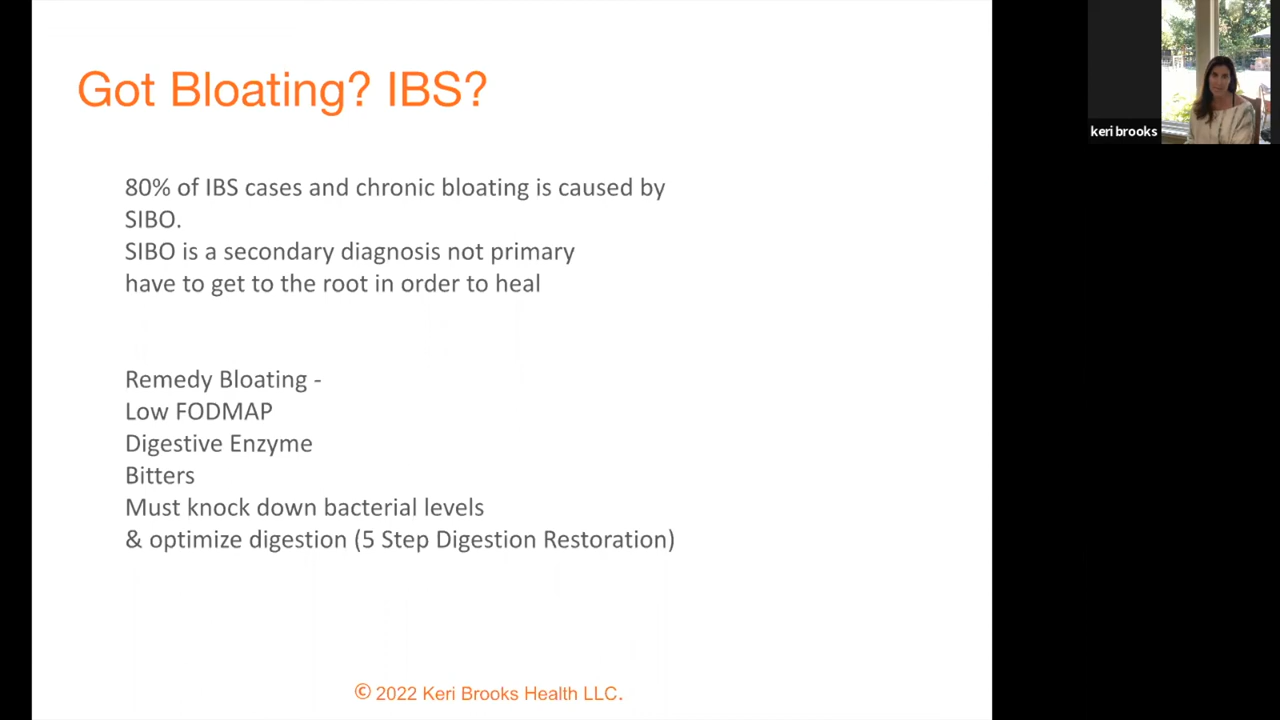 Got Bloating? IBS?
80% of IBS cases and chronic bloating is caused by
SIBO.
SIBO is a secondary diagnosis not primary
have to get to the root in order to heal
Remedy Bloating -
Low FODMAP
Digestive Enzyme
Bitters
Must knock down bacterial levels
& optimize digestion (5 Step Digestion Restoration)
© 2022 Keri Brooks Health LLC.
keri brooks